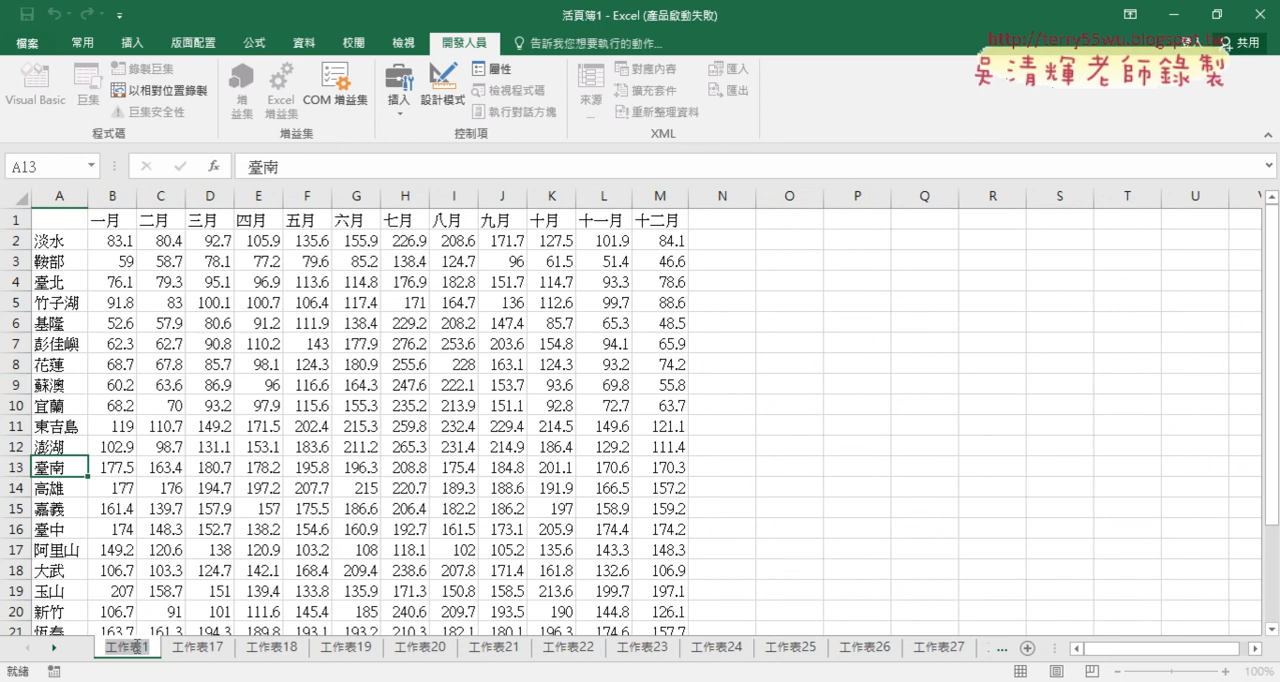 活頁簿1 - Excel (產品啟動失敗)
檔案 常用 插入 版面配置 公式 資料 校閱 檢視 開發人員 告訴我您想要執行的動作... 登入 共用
http://terry55wu.blogspot.tw
吳清輝老師錄製
Visual Basic 巨集 錄製巨集 以相對位置錄製 巨集安全性 程式碼
增益集 Excel 增益集 COM 增益集 增益集
插入 設計模式 屬性 檢視程式碼 執行對話方塊 控制項
來源 對應內容 擴充套件 重新整理資料 匯入 匯出 XML
A13 fx 臺南
A B C D E F G H I J K L M N O P Q R S T U
1 一月 二月 三月 四月 五月 六月 七月 八月 九月 十月 十一月 十二月
2 淡水 83.1 80.4 92.7 105.9 135.6 155.9 226.9 208.6 171.7 127.5 101.9 84.1
3 鞍部 59 58.7 78.1 77.2 79.6 85.2 138.4 124.7 96 61.5 51.4 46.6
4 臺北 76.1 79.3 95.1 96.9 113.6 114.8 176.9 182.8 151.7 114.7 93.3 78.6
5 竹子湖 91.8 83 100.1 100.7 106.4 117.4 171 164.7 136 112.6 99.7 88.6
6 基隆 52.6 57.9 80.6 91.2 111.9 138.4 229.2 208.2 147.4 85.7 65.3 48.5
7 彭佳嶼 62.3 62.7 90.8 110.2 143 177.9 276.2 253.6 203.6 154.8 94.1 65.9
8 花蓮 68.7 67.8 85.7 98.1 124.3 180.9 255.6 228 163.1 124.3 93.2 74.2
9 蘇澳 60.2 63.6 86.9 96 116.6 164.3 247.6 222.1 153.7 93.6 69.8 55.8
10 宜蘭 68.2 70 93.2 97.9 115.6 155.3 235.2 213.9 151.1 92.8 72.7 63.7
11 東吉島 119 110.7 149.2 171.5 202.4 215.3 259.8 232.4 229.4 214.5 149.6 121.1
12 澎湖 102.9 98.7 131.1 153.1 183.6 211.2 265.3 231.4 214.9 186.4 129.2 111.4
13 臺南 177.5 163.4 180.7 178.2 195.8 196.3 208.8 175.4 184.8 201.1 170.6 170.3
14 高雄 177 176 194.7 197.2 207.7 215 220.7 189.3 188.6 191.9 166.5 157.2
15 嘉義 161.4 139.7 157.9 157 175.5 186.6 206.4 182.2 186.2 197 158.9 159.2
16 臺中 174 148.3 152.7 138.2 154.6 160.9 192.7 161.5 173.1 205.9 174.4 174.2
17 阿里山 149.2 120.6 138 120.9 103.2 108 118.1 102 105.2 135.6 143.3 148.3
18 大武 106.7 103.3 124.7 142.1 168.4 209.4 238.6 207.8 171.4 161.8 132.6 106.9
19 玉山 207 158.7 151 139.4 133.8 135.9 171.3 150.8 158.5 213.6 199.7 197.1
20 新竹 106.7 91 101 111.6 145.4 185 240.6 209.7 193.5 190 144.8 126.1
21 恆春 163.7 161.3 194.3 189.8 193.1 193.2 210.3 182.1 180.1 196.3 174.6 157.7
工作表1 工作表17 工作表18 工作表19 工作表20 工作表21 工作表22 工作表23 工作表24 工作表25 工作表26 工作表27 ...
就緒 100%